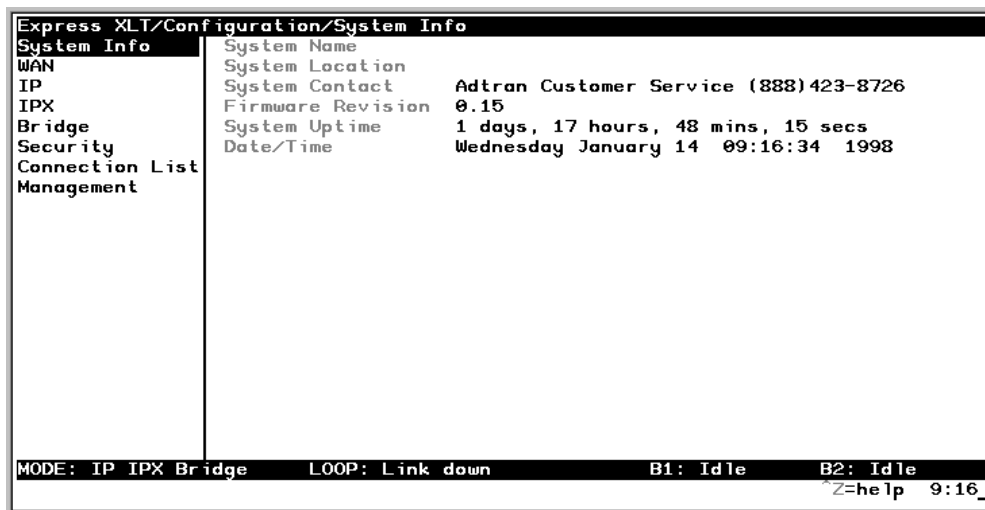 Express XLT/Configuration/System Info
System Info System Name
WAN System Location
IP System Contact Adtran Customer Service (888)423-8726
IPX Firmware Revision 0.15
Bridge System Uptime 1 days, 17 hours, 48 mins, 15 secs
Security Date/Time Wednesday January 14 09:16:34 1998
Connection List
Management
MODE: IP IPX Bridge LOOP: Link down B1: Idle B2: Idle
^Z=help 9:16_